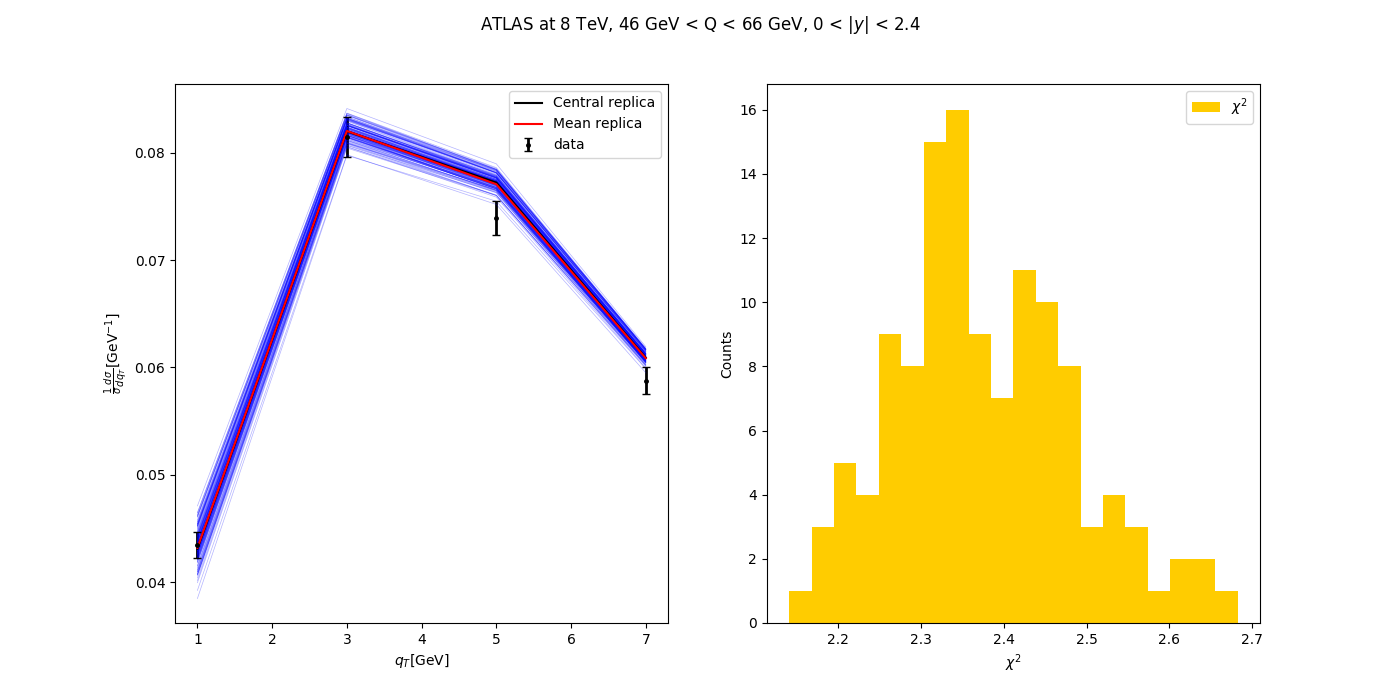 ATLAS at 8 TeV, 46 GeV < Q < 66 GeV, 0 < |y| < 2.4
Central replica
Mean replica
data
0.08
0.07
0.06
0.05
0.04
1/σ dσ/dq_T [GeV⁻¹]
1 2 3 4 5 6 7
q_T[GeV]
χ²
16
14
12
10
8
6
4
2
0
Counts
2.2 2.3 2.4 2.5 2.6 2.7
χ²